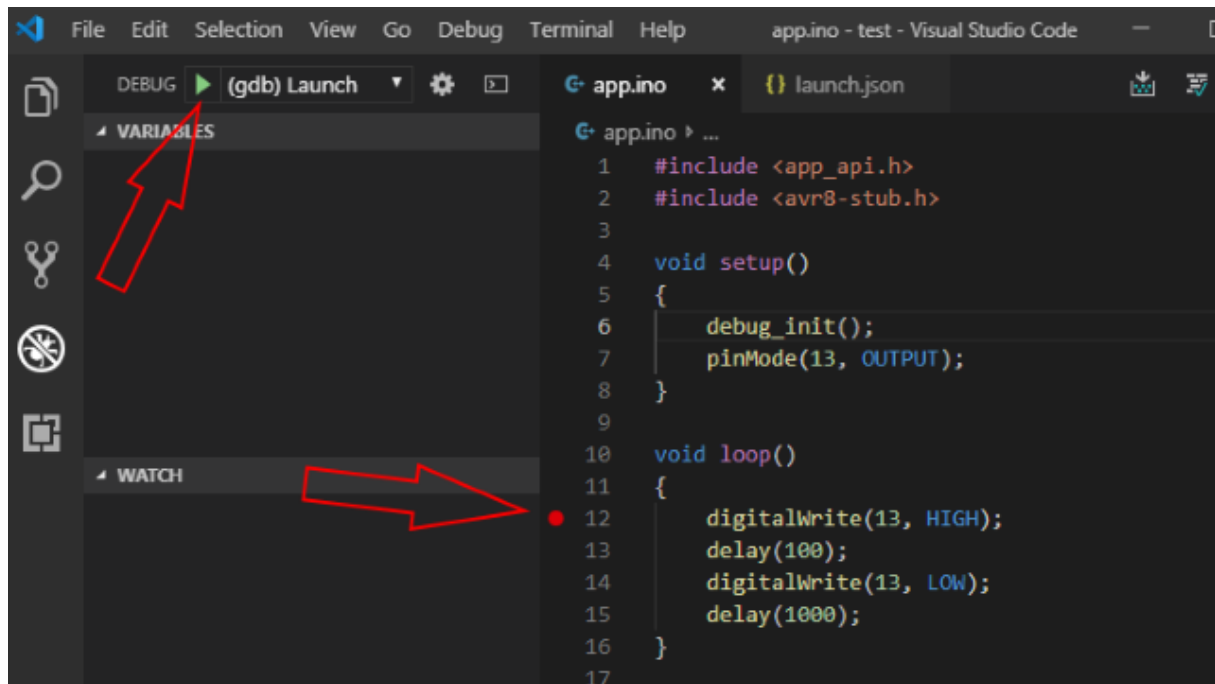 File Edit Selection View Go Debug Terminal Help app.ino - test - Visual Studio Code
DEBUG (gdb) Launch
VARIABLES
WATCH
app.ino × {} launch.json
app.ino ...
1 #include <app_api.h>
2 #include <avr8-stub.h>
3
4 void setup()
5 {
6 debug_init();
7 pinMode(13, OUTPUT);
8 }
9
10 void loop()
11 {
12 digitalWrite(13, HIGH);
13 delay(100);
14 digitalWrite(13, LOW);
15 delay(1000);
16 }
17